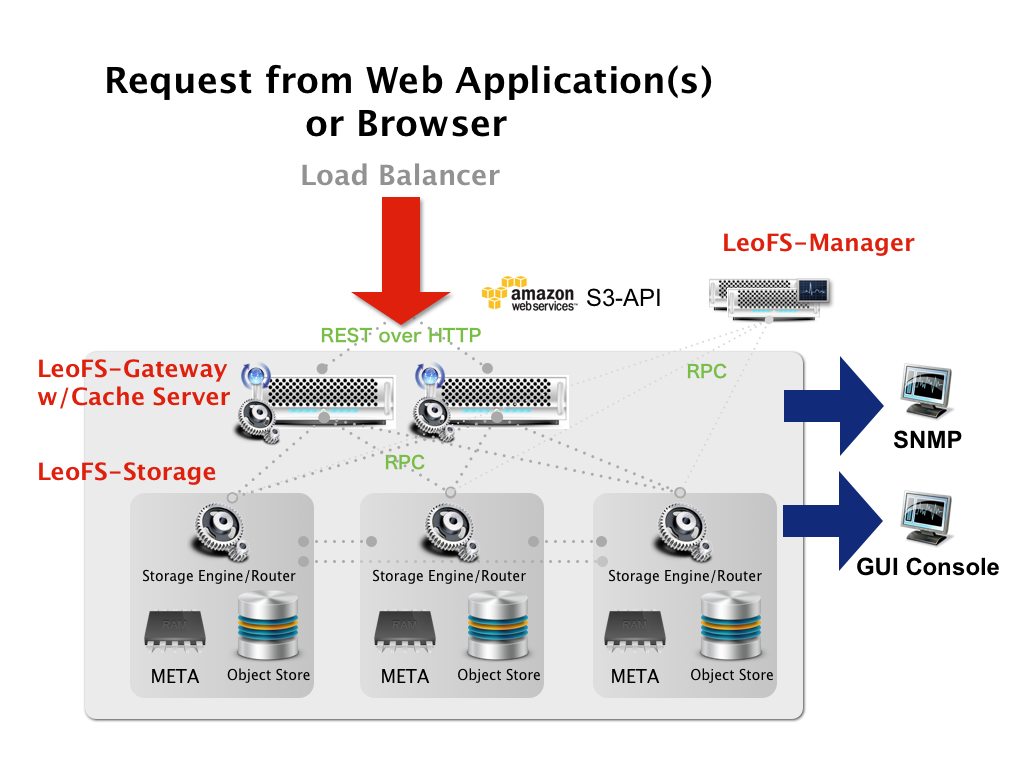 Request from Web Application(s)
or Browser
Load Balancer
LeoFS-Manager
amazon
web services™
S3-API
REST over HTTP
LeoFS-Gateway
w/Cache Server
RPC
SNMP
RPC
LeoFS-Storage
GUI Console
Storage Engine/Router
Storage Engine/Router
Storage Engine/Router
RAM
RAM
RAM
META
Object Store
META
Object Store
META
Object Store